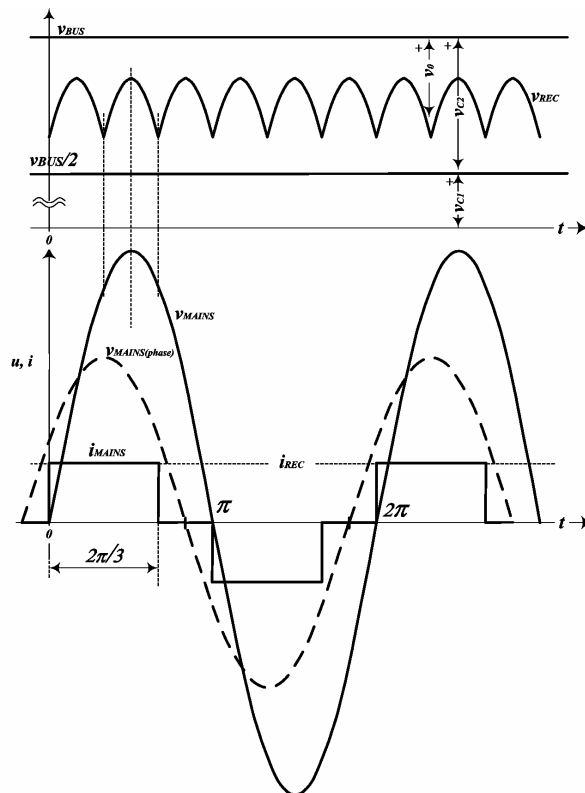 vBUS
+
+
v0
vC2
vREC
vBUS/2
+
vC1
0
t
vMAINS
vMAINS(phase)
u, i
iMAINS
iREC
π
2π
0
t
2π/3